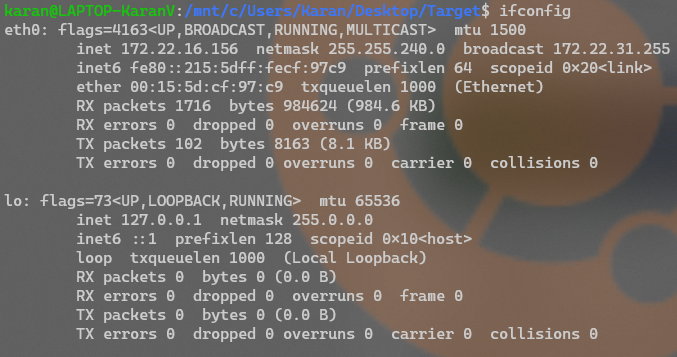 karan@LAPTOP-KaranV:/mnt/c/Users/Karan/Desktop/Target$ ifconfig
eth0: flags=4163<UP,BROADCAST,RUNNING,MULTICAST>  mtu 1500
        inet 172.22.16.156  netmask 255.255.240.0  broadcast 172.22.31.255
        inet6 fe80::215:5dff:fecf:97c9  prefixlen 64  scopeid 0×20<link>
        ether 00:15:5d:cf:97:c9  txqueuelen 1000  (Ethernet)
        RX packets 1716  bytes 984624 (984.6 KB)
        RX errors 0  dropped 0  overruns 0  frame 0
        TX packets 102  bytes 8163 (8.1 KB)
        TX errors 0  dropped 0 overruns 0  carrier 0  collisions 0

lo: flags=73<UP,LOOPBACK,RUNNING>  mtu 65536
        inet 127.0.0.1  netmask 255.0.0.0
        inet6 ::1  prefixlen 128  scopeid 0×10<host>
        loop  txqueuelen 1000  (Local Loopback)
        RX packets 0  bytes 0 (0.0 B)
        RX errors 0  dropped 0  overruns 0  frame 0
        TX packets 0  bytes 0 (0.0 B)
        TX errors 0  dropped 0 overruns 0  carrier 0  collisions 0